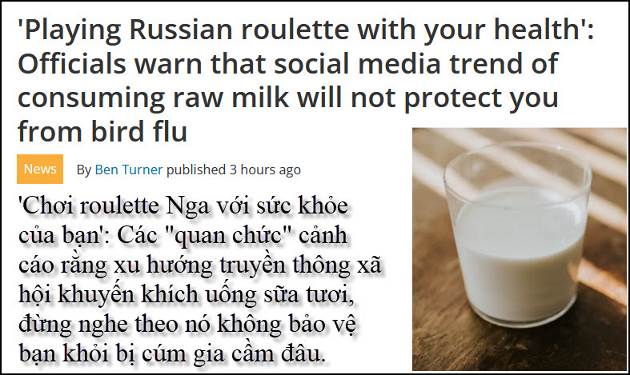 'Playing Russian roulette with your health':
Officials warn that social media trend of
consuming raw milk will not protect you
from bird flu
News By Ben Turner published 3 hours ago
'Chơi roulette Nga với sức khỏe
của bạn': Các "quan chức" cảnh
cáo rằng xu hướng truyền thông xã
hội khuyến khích uống sữa tươi,
đừng nghe theo nó không bảo vệ
bạn khỏi bị cúm gia cầm đâu.